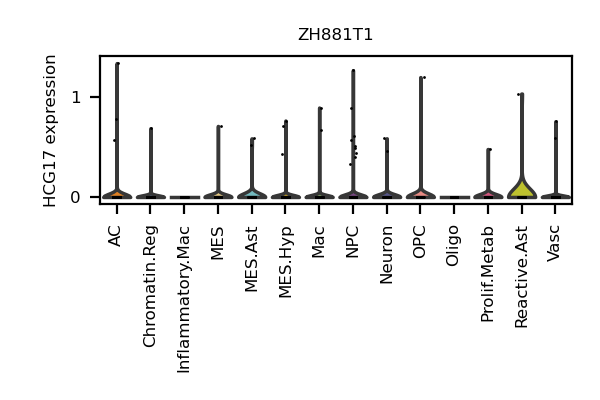 ZH881T1
HCG17 expression
1
0
AC
Chromatin.Reg
Inflammatory.Mac
MES
MES.Ast
MES.Hyp
Mac
NPC
Neuron
OPC
Oligo
Prolif.Metab
Reactive.Ast
Vasc